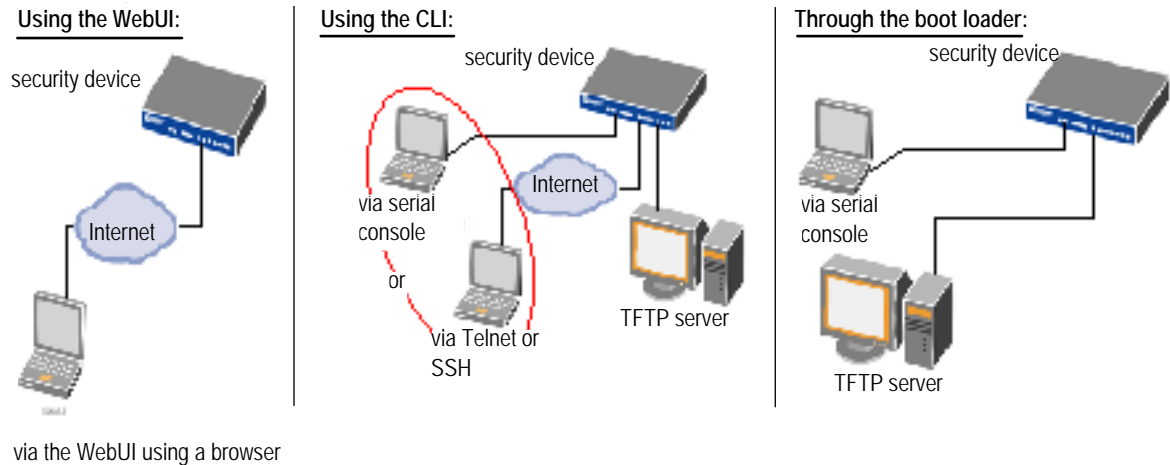 Using the WebUI:
security device
Internet
via the WebUI using a browser
Using the CLI:
security device
Internet
via serial
console
or
via Telnet or
SSH
TFTP server
Through the boot loader:
security device
via serial
console
TFTP server